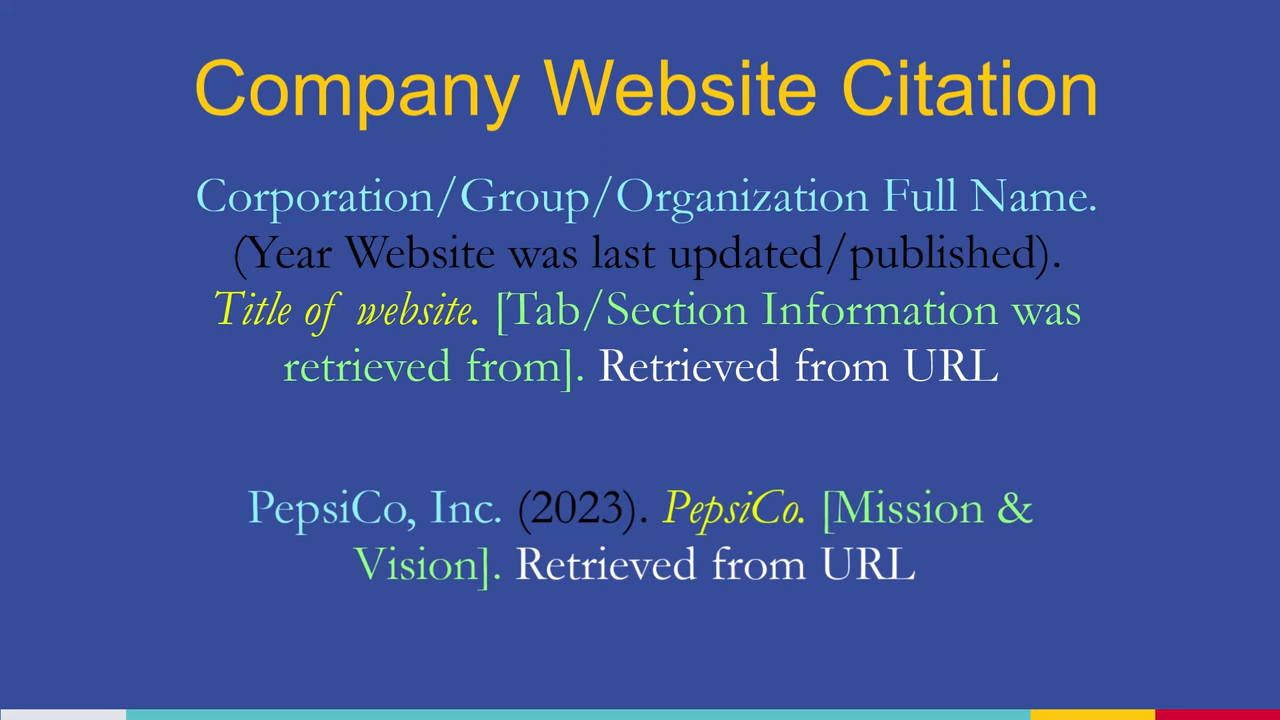 Company Website Citation
Corporation/Group/Organization Full Name.
(Year Website was last updated/published).
Title of website. [Tab/Section Information was
retrieved from]. Retrieved from URL
PepsiCo, Inc. (2023). PepsiCo. [Mission &
Vision]. Retrieved from URL